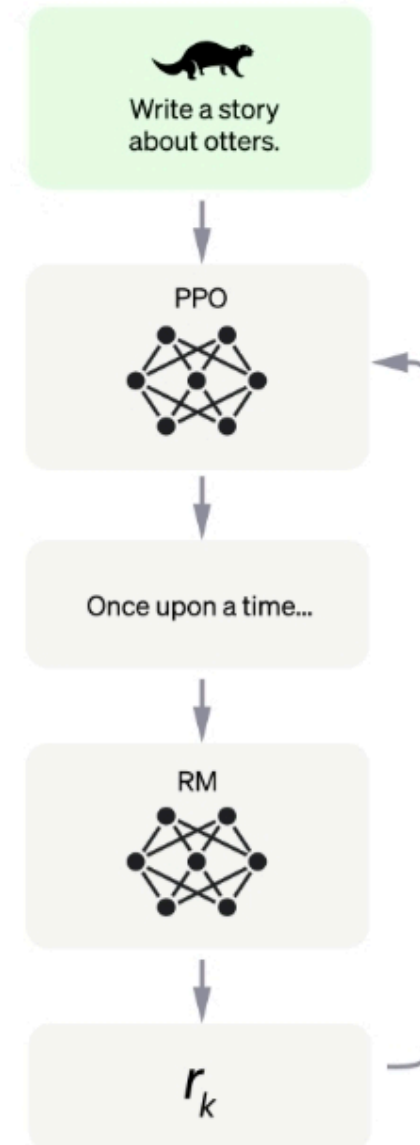 Write a story
about otters.
PPO
Once upon a time...
RM
r_k